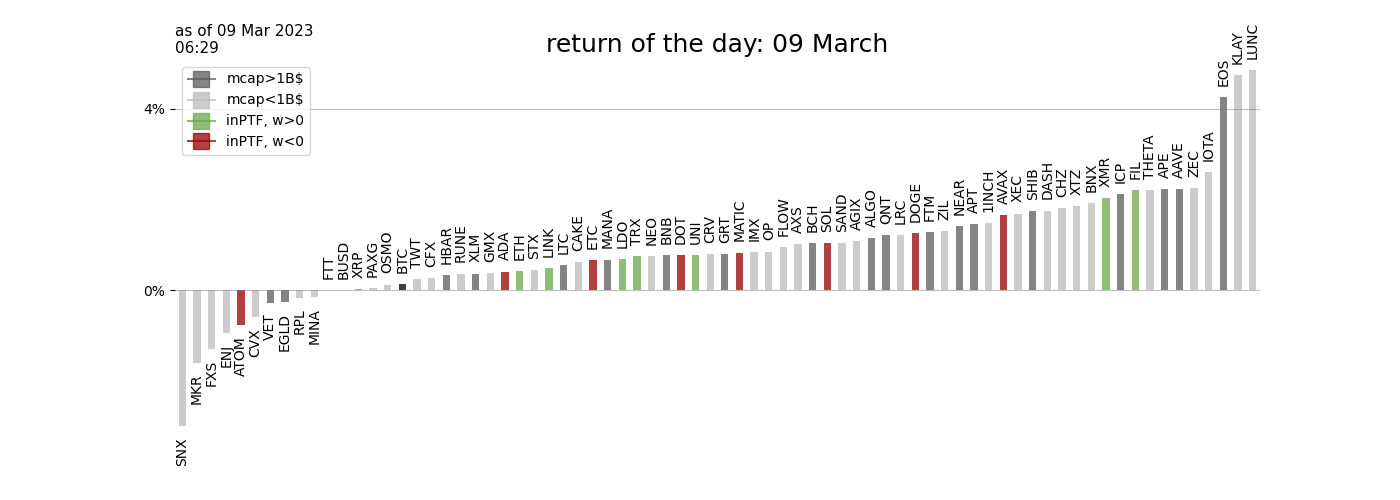 as of 09 Mar 2023
06:29
return of the day: 09 March
mcap>1B$
mcap<1B$
inPTF, w>0
inPTF, w<0
4%
0%
SNX
MKR
FXS
ENJ
ATOM
CVX
VET
EGLD
RPL
MINA
FTT
BUSD
XRP
PAXG
OSMO
BTC
TWT
CFX
HBAR
RUNE
XLM
GMX
ADA
ETH
STX
LINK
LTC
CAKE
ETC
MANA
LDO
TRX
NEO
BNB
DOT
UNI
CRV
GRT
MATIC
IMX
OP
FLOW
AXS
BCH
SOL
SAND
AGIX
ALGO
QNT
LRC
DOGE
FTM
ZIL
NEAR
APT
1INCH
AVAX
XEC
SHIB
DASH
CHZ
XTZ
BNX
XMR
ICP
FIL
THETA
APE
AAVE
ZEC
IOTA
EOS
KLAY
LUNC